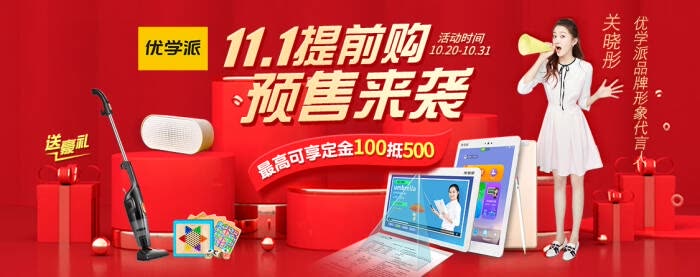 优学派
11.1提前购
活动时间
10.20-10.31
预售来袭
最高可享定金100抵500
送豪礼
关晓彤
优学派品牌形象代言人
umbrella